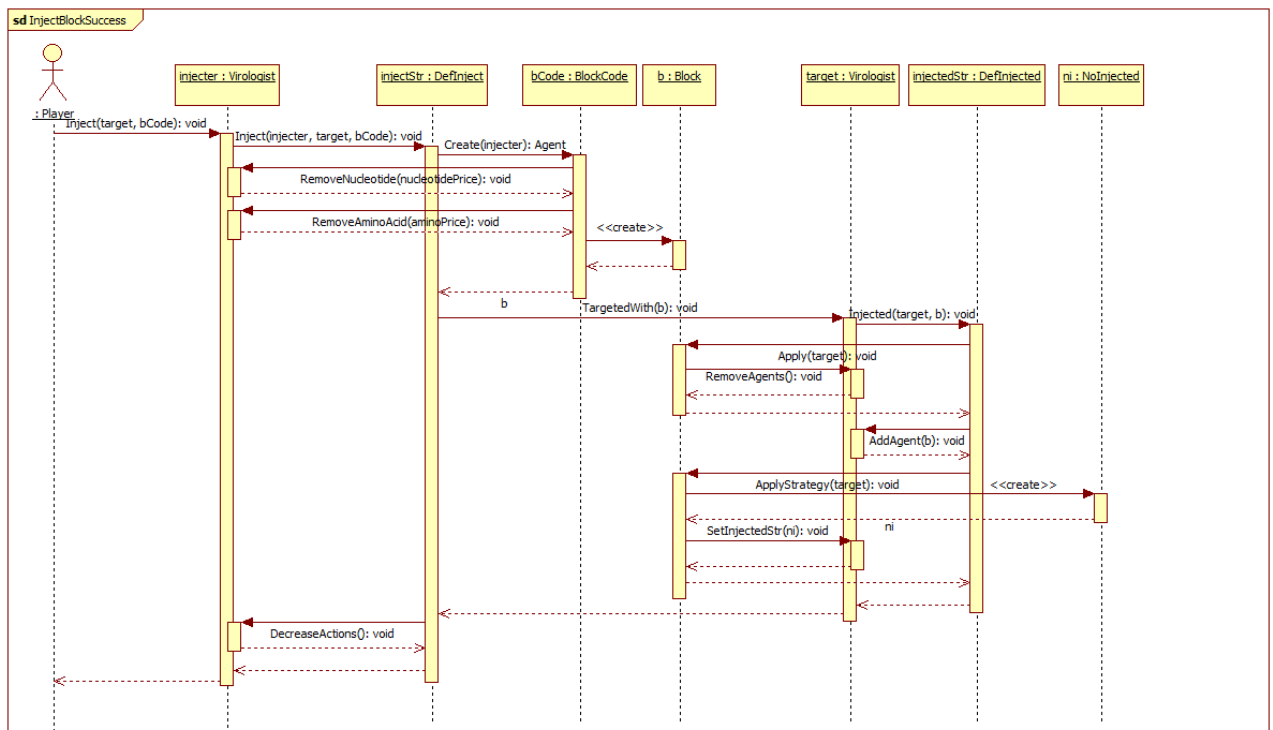 sd InjectBlockSuccess
injecter : Virologist
injectStr : DefInject
bCode : BlockCode
b : Block
target : Virologist
injectedStr : DefInjected
ni : NoInjected
: Player
Inject(target, bCode): void
Inject(injecter, target, bCode): void
Create(injecter): Agent
RemoveNucleotide(nucleotidePrice): void
RemoveAminoAcid(aminoPrice): void
<<create>>
b
TargetedWith(b): void
Injected(target, b): void
Apply(target): void
RemoveAgents(): void
AddAgent(b): void
ApplyStrategy(target): void
<<create>>
ni
SetInjectedStr(ni): void
DecreaseActions(): void